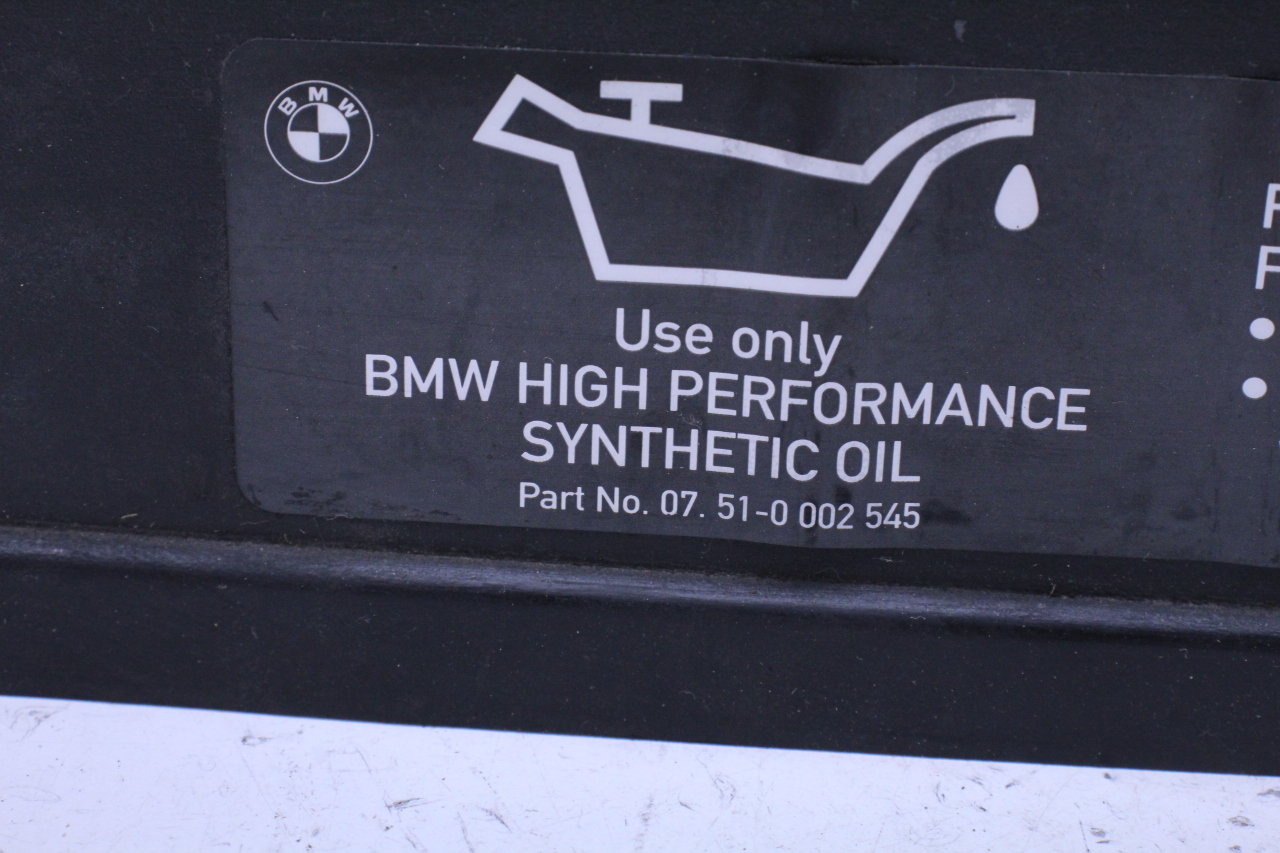 BMW
Use only
BMW HIGH PERFORMANCE
SYNTHETIC OIL
Part No. 07. 51-0 002 545